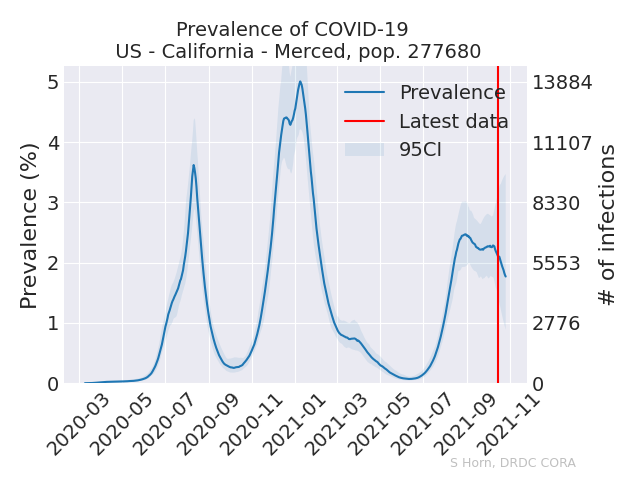 Prevalence of COVID-19
US - California - Merced, pop. 277680
Prevalence (%)
5
4
3
2
1
0
13884
11107
8330
5553
2776
0
# of infections
Prevalence
Latest data
95CI
2020-03
2020-05
2020-07
2020-09
2020-11
2021-01
2021-03
2021-05
2021-07
2021-09
2021-11
S Horn, DRDC CORA